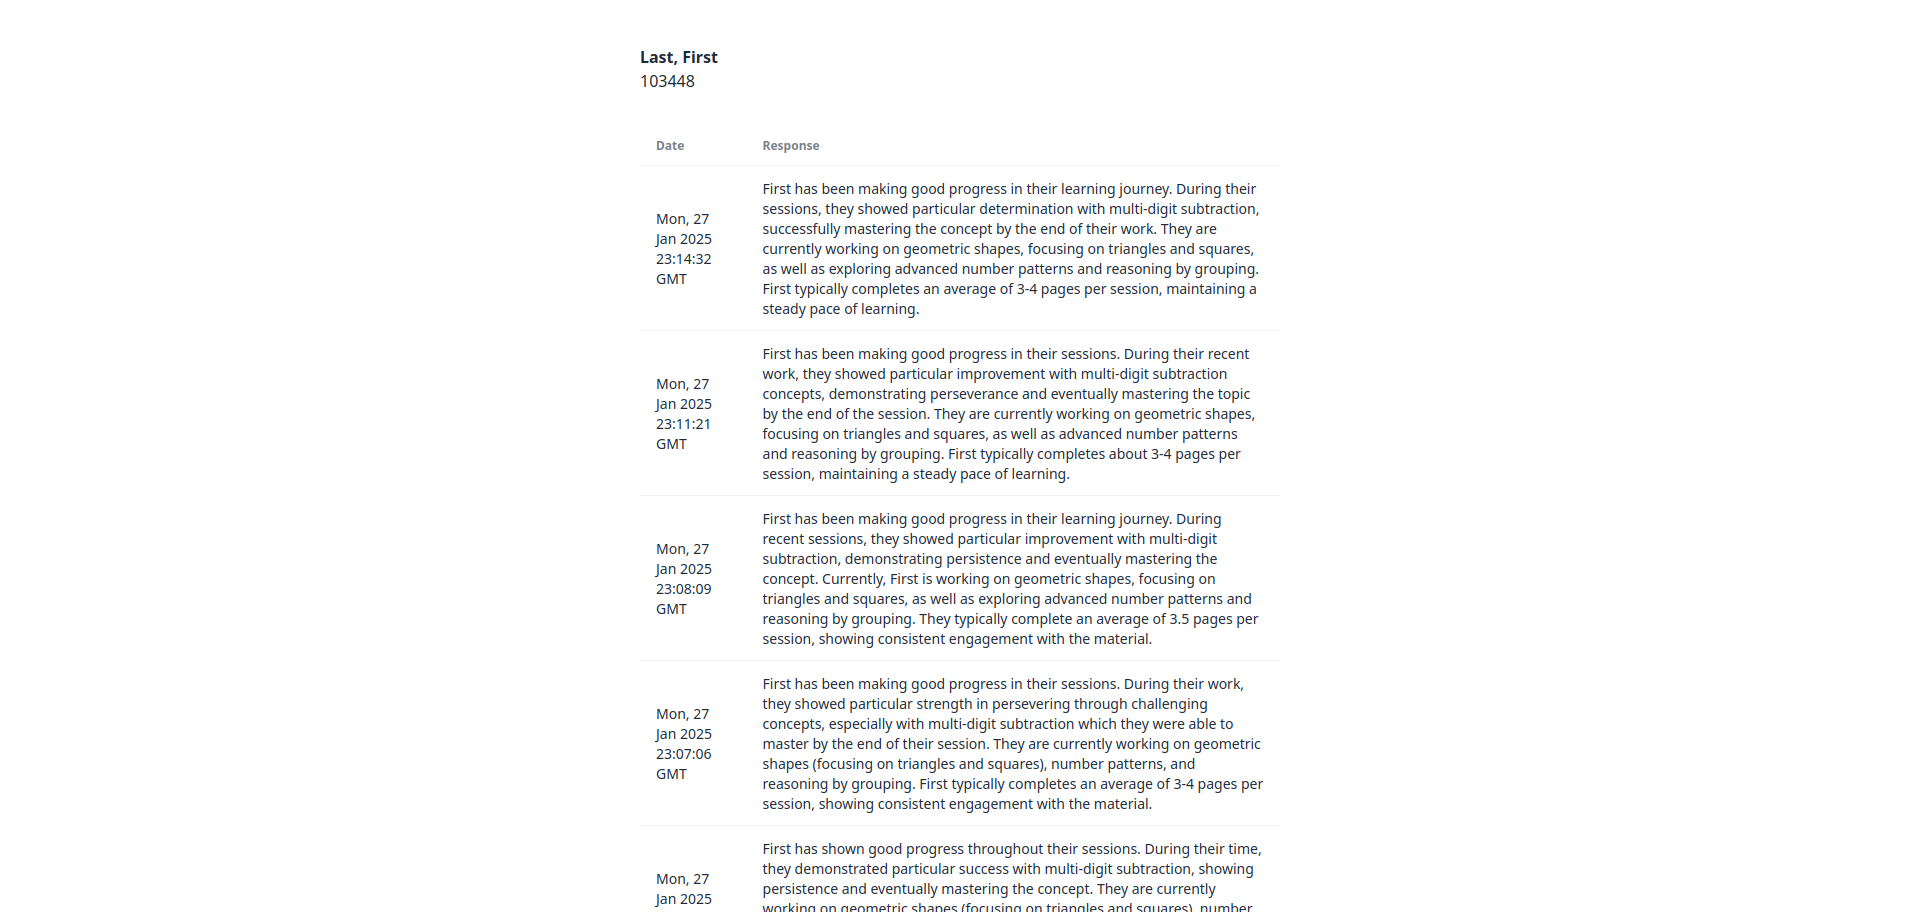 Last, First
103448
Date Response
Mon, 27
Jan 2025
23:14:32
GMT
First has been making good progress in their learning journey. During their
sessions, they showed particular determination with multi-digit subtraction,
successfully mastering the concept by the end of their work. They are
currently working on geometric shapes, focusing on triangles and squares,
as well as exploring advanced number patterns and reasoning by grouping.
First typically completes an average of 3-4 pages per session, maintaining a
steady pace of learning.
Mon, 27
Jan 2025
23:11:21
GMT
First has been making good progress in their sessions. During their recent
work, they showed particular improvement with multi-digit subtraction
concepts, demonstrating perseverance and eventually mastering the topic
by the end of the session. They are currently working on geometric shapes,
focusing on triangles and squares, as well as advanced number patterns
and reasoning by grouping. First typically completes about 3-4 pages per
session, maintaining a steady pace of learning.
Mon, 27
Jan 2025
23:08:09
GMT
First has been making good progress in their learning journey. During
recent sessions, they showed particular improvement with multi-digit
subtraction, demonstrating persistence and eventually mastering the
concept. Currently, First is working on geometric shapes, focusing on
triangles and squares, as well as exploring advanced number patterns and
reasoning by grouping. They typically complete an average of 3.5 pages per
session, showing consistent engagement with the material.
Mon, 27
Jan 2025
23:07:06
GMT
First has been making good progress in their sessions. During their work,
they showed particular strength in persevering through challenging
concepts, especially with multi-digit subtraction which they were able to
master by the end of their session. They are currently working on geometric
shapes (focusing on triangles and squares), number patterns, and
reasoning by grouping. First typically completes an average of 3-4 pages per
session, showing consistent engagement with the material.
Mon, 27
Jan 2025
First has shown good progress throughout their sessions. During their time,
they demonstrated particular success with multi-digit subtraction, showing
persistence and eventually mastering the concept. They are currently
working on geometric shapes (focusing on triangles and squares), number